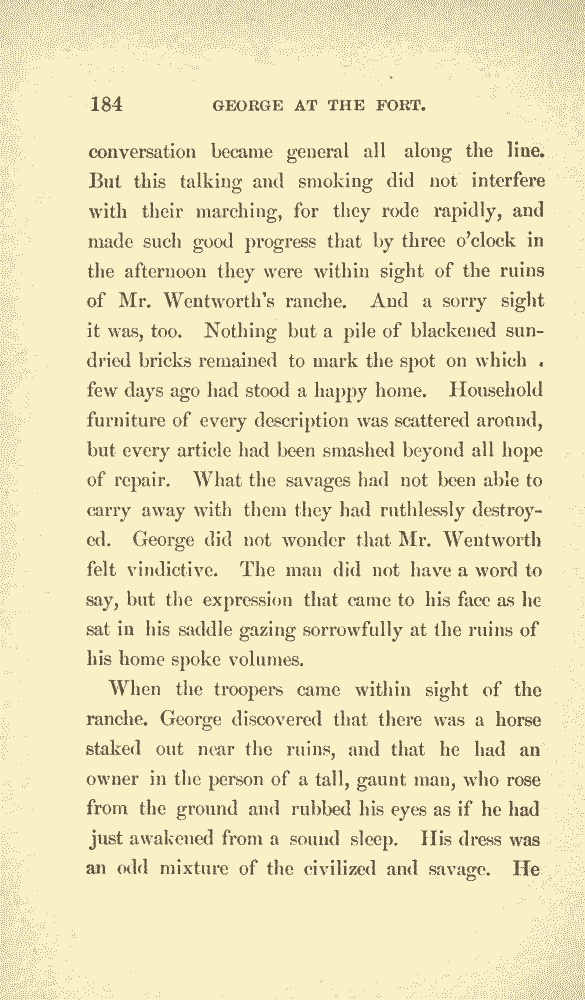 184 GEORGE AT THE FORT.
conversation became general all along the line.
But this talking and smoking did not interfere
with their marching, for they rode rapidly, and
made such good progress that by three o'clock in
the afternoon they were within sight of the ruins
of Mr. Wentworth's ranche. And a sorry sight
it was, too. Nothing but a pile of blackened sun-
dried bricks remained to mark the spot on which .
few days ago had stood a happy home. Household
furniture of every description was scattered around,
but every article had been smashed beyond all hope
of repair. What the savages had not been able to
carry away with them they had ruthlessly destroy-
ed. George did not wonder that Mr. Wentworth
felt vindictive. The man did not have a word to
say, but the expression that came to his face as he
sat in his saddle gazing sorrowfully at the ruins of
his home spoke volumes.
When the troopers came within sight of the
ranche. George discovered that there was a horse
staked out near the ruins, and that he had an
owner in the person of a tall, gaunt man, who rose
from the ground and rubbed his eyes as if he had
just awakened from a sound sleep. His dress was
an odd mixture of the civilized and savage. He